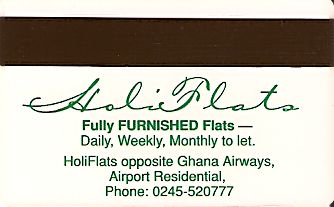 HoliFlats
Fully FURNISHED Flats —
Daily, Weekly, Monthly to let.
HoliFlats opposite Ghana Airways,
Airport Residential,
Phone: 0245-520777